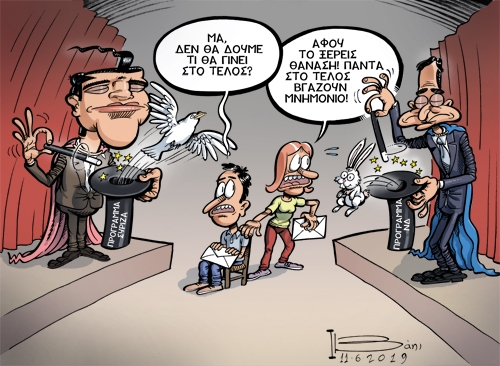 ΜΑ,
ΔΕΝ ΘΑ ΔΟΥΜΕ
ΤΙ ΘΑ ΓΙΝΕΙ
ΣΤΟ ΤΕΛΟΣ?
ΑΦΟΥ
ΤΟ ΞΕΡΕΙΣ
ΘΑΝΑΣΗ! ΠΑΝΤΑ
ΣΤΟ ΤΕΛΟΣ
ΒΓΑΖΟΥΝ
ΜΝΗΜΟΝΙΟ!
ΠΡΟΓΡΑΜΜΑ
ΣΥΡΙΖΑ
ΠΡΟΓΡΑΜΜΑ
ΝΔ
11.6.2019